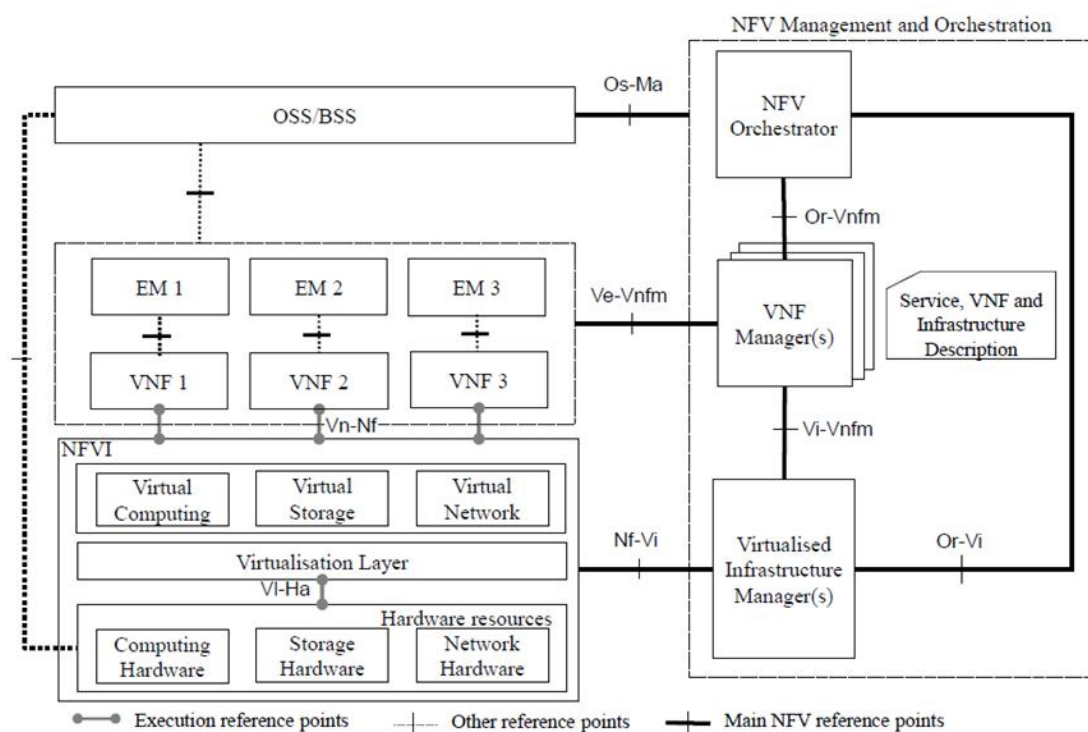 NFV Management and Orchestration
Os-Ma
OSS/BSS
NFV
Orchestrator
Or-Vnfm
EM 1
EM 2
EM 3
Ve-Vnfm
VNF
Manager(s)
Service, VNF and
Infrastructure
Description
VNF 1
VNF 2
VNF 3
Vn-Nf
Vi-Vnfm
NFVI
Virtual
Computing
Virtual
Storage
Virtual
Network
Nf-Vi
Virtualised
Infrastructure
Manager(s)
Or-Vi
Virtualisation Layer
Vl-Ha
Hardware resources
Computing
Hardware
Storage
Hardware
Network
Hardware
Execution reference points
Other reference points
Main NFV reference points